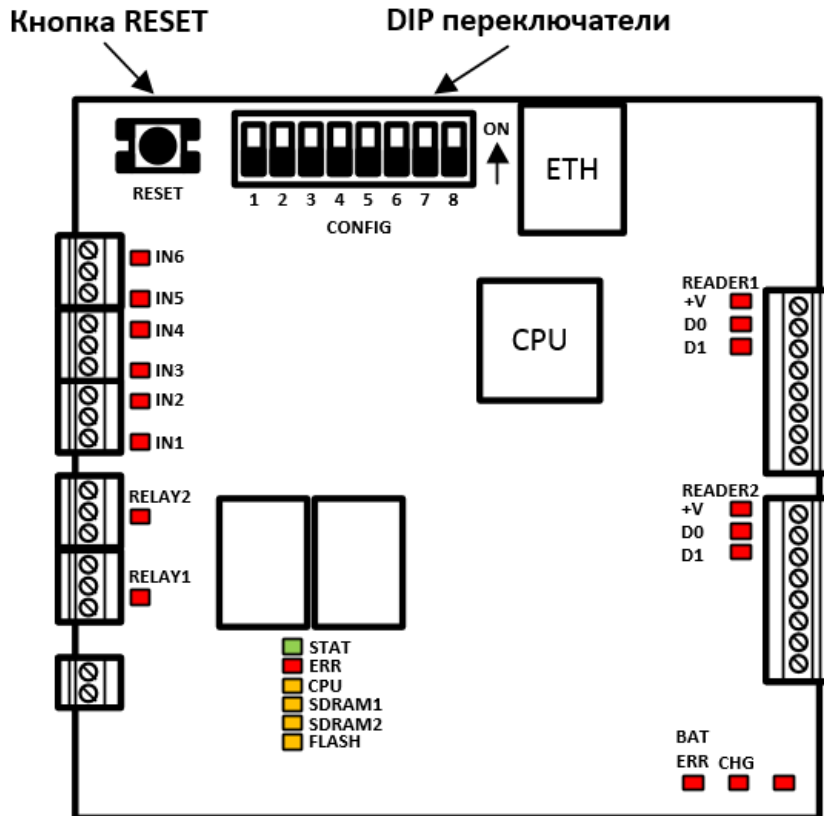 Кнопка RESET
DIP переключатели
ON
ETH
RESET
1 2 3 4 5 6 7 8
CONFIG
IN6
IN5
IN4
IN3
IN2
IN1
READER1
+V
D0
D1
CPU
RELAY2
RELAY1
READER2
+V
D0
D1
STAT
ERR
CPU
SDRAM1
SDRAM2
FLASH
BAT
ERR CHG